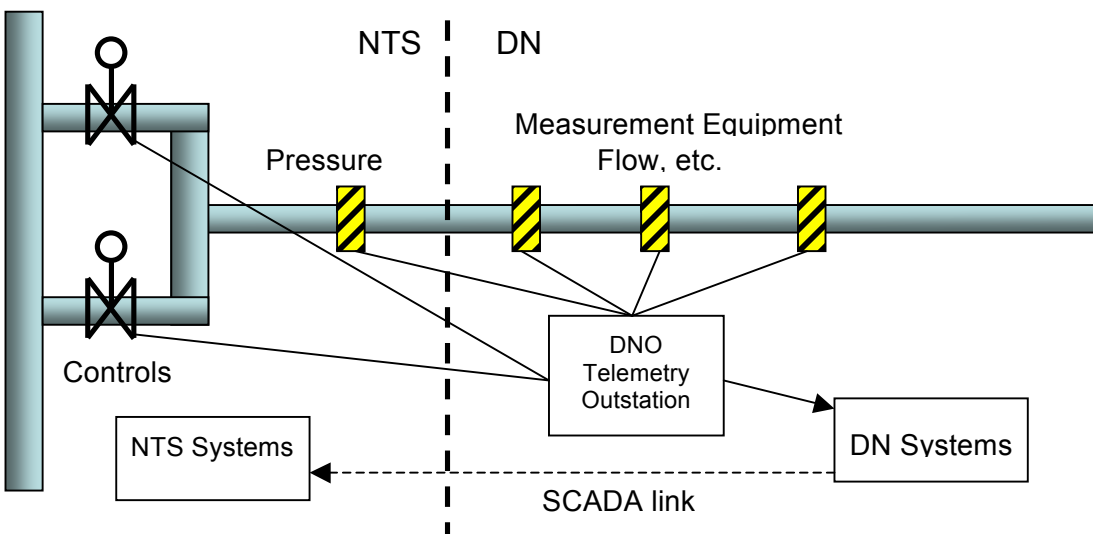 NTS
DN
Measurement Equipment
Flow, etc.
Pressure
DNO
Telemetry
Outstation
Controls
NTS Systems
DN Systems
SCADA link